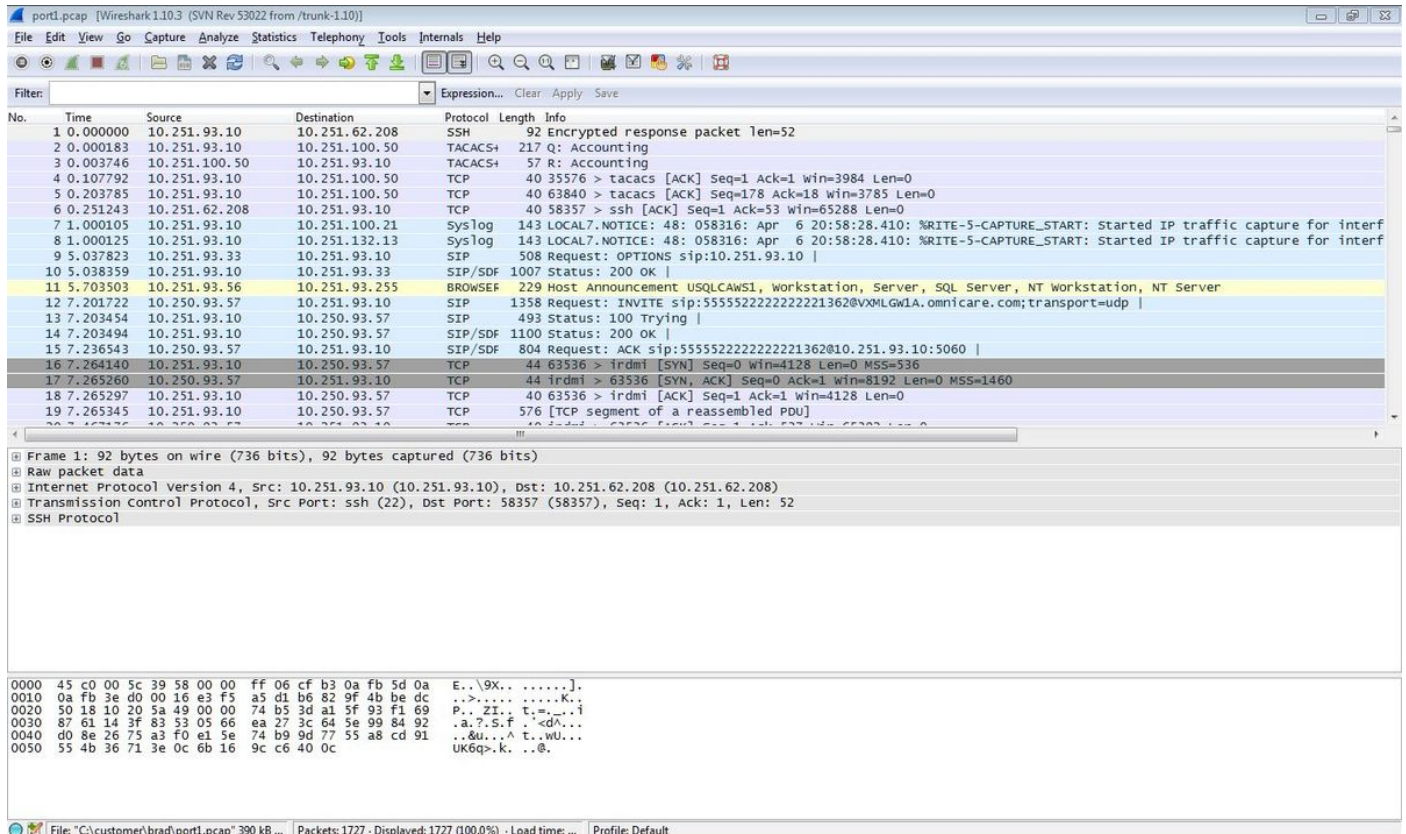 port1.pcap [Wireshark 1.10.3 (SVN Rev 53022 from /trunk-1.10)]
File Edit View Go Capture Analyze Statistics Telephony Tools Internals Help
Filter: Expression... Clear Apply Save
No. Time Source Destination Protocol Length Info
1 0.000000 10.251.93.10 10.251.62.208 SSH 92 Encrypted response packet len=52
2 0.000183 10.251.93.10 10.251.100.50 TACACS+ 217 Q: Accounting
3 0.003746 10.251.100.50 10.251.93.10 TACACS+ 57 R: Accounting
4 0.107792 10.251.93.10 10.251.100.50 TCP 40 35576 > tacacs [ACK] Seq=1 Ack=1 Win=3984 Len=0
5 0.203785 10.251.93.10 10.251.100.50 TCP 40 63840 > tacacs [ACK] Seq=178 Ack=18 Win=3785 Len=0
6 0.251243 10.251.62.208 10.251.93.10 TCP 40 58357 > ssh [ACK] Seq=1 Ack=53 Win=65288 Len=0
7 1.000105 10.251.93.10 10.251.100.21 Syslog 143 LOCAL7.NOTICE: 48: 058316: Apr 6 20:58:28.410: %RITE-5-CAPTURE_START: Started IP traffic capture for interf
8 1.000125 10.251.93.10 10.251.132.13 Syslog 143 LOCAL7.NOTICE: 48: 058316: Apr 6 20:58:28.410: %RITE-5-CAPTURE_START: Started IP traffic capture for interf
9 5.037823 10.251.93.33 10.251.93.10 SIP 508 Request: OPTIONS sip:10.251.93.10 |
10 5.038359 10.251.93.10 10.251.93.33 SIP/SDP 1007 Status: 200 OK |
11 5.703503 10.251.93.56 10.251.93.255 BROWSER 229 Host Announcement USQLCAWS1, Workstation, Server, SQL Server, NT Workstation, NT Server
12 7.201722 10.250.93.57 10.251.93.10 SIP 1358 Request: INVITE sip:5555522222222221362@VXMLGW1A.omnicare.com;transport=udp |
13 7.203454 10.251.93.10 10.250.93.57 SIP 493 Status: 100 Trying |
14 7.203494 10.251.93.10 10.250.93.57 SIP/SDP 1100 Status: 200 OK |
15 7.236543 10.250.93.57 10.251.93.10 SIP/SDP 804 Request: ACK sip:5555522222222221362@10.251.93.10:5060 |
16 7.264140 10.251.93.10 10.250.93.57 TCP 44 63536 > irdmi [SYN] Seq=0 Win=4128 Len=0 MSS=536
17 7.265260 10.250.93.57 10.251.93.10 TCP 44 irdmi > 63536 [SYN, ACK] Seq=0 Ack=1 Win=8192 Len=0 MSS=1460
18 7.265297 10.251.93.10 10.250.93.57 TCP 40 63536 > irdmi [ACK] Seq=1 Ack=1 Win=4128 Len=0
19 7.265345 10.251.93.10 10.250.93.57 TCP 576 [TCP segment of a reassembled PDU]
Frame 1: 92 bytes on wire (736 bits), 92 bytes captured (736 bits)
Raw packet data
Internet Protocol Version 4, Src: 10.251.93.10 (10.251.93.10), Dst: 10.251.62.208 (10.251.62.208)
Transmission Control Protocol, Src Port: ssh (22), Dst Port: 58357 (58357), Seq: 1, Ack: 1, Len: 52
SSH Protocol
0000 45 c0 00 5c 39 58 00 00 ff 06 cf b3 0a fb 5d 0a E..\9X.. ......].
0010 0a fb 3e d0 00 16 e3 f5 a5 d1 b6 82 9f 4b be dc ..>..... .....K..
0020 50 18 10 20 5a 49 00 00 74 b5 3d a1 5f 93 f1 69 P.. ZI.. t.=._..i
0030 87 61 14 3f 83 53 05 66 ea 27 3c 64 5e 99 84 92 .a.?.S.f .'<d^...
0040 d0 8e 26 75 a3 f0 e1 5e 74 b9 9d 77 55 a8 cd 91 ..&u...^ t..wU...
0050 55 4b 36 71 3e 0c 6b 16 9c c6 40 0c UK6q>.k. ..@.
File: "C:\customer\brad\port1.pcap" 390 kB ... Packets: 1727 · Displayed: 1727 (100.0%) · Load time: ... Profile: Default